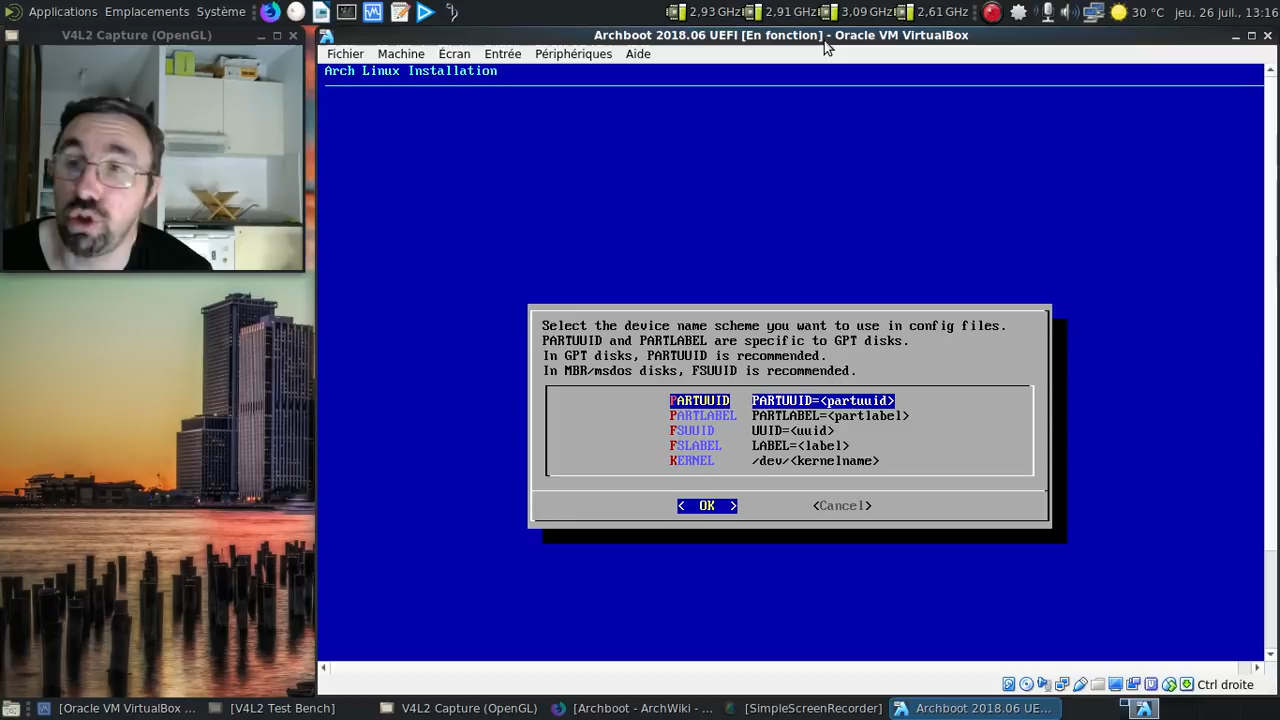 Applications Emplacements Système 2,93 GHz 2,91 GHz 3,09 GHz 2,61 GHz 30 °C jeu. 26 juil., 13:16
V4L2 Capture (OpenGL)
Archboot 2018.06 UEFI [En fonction] - Oracle VM VirtualBox
Fichier Machine Écran Entrée Périphériques Aide
Arch Linux Installation
Select the device name scheme you want to use in config files.
PARTUUID and PARTLABEL are specific to GPT disks.
In GPT disks, PARTUUID is recommended.
In MBR/msdos disks, FSUUID is recommended.
PARTUUID PARTUUID=<partuuid>
PARTLABEL PARTLABEL=<partlabel>
FSUUID UUID=<uuid>
FSLABEL LABEL=<label>
KERNEL /dev/<kernelname>
< OK > <Cancel>
Ctrl droite
[Oracle VM VirtualBox ... [V4L2 Test Bench] V4L2 Capture (OpenGL) [Archboot - ArchWiki - ... [SimpleScreenRecorder] Archboot 2018.06 UE...